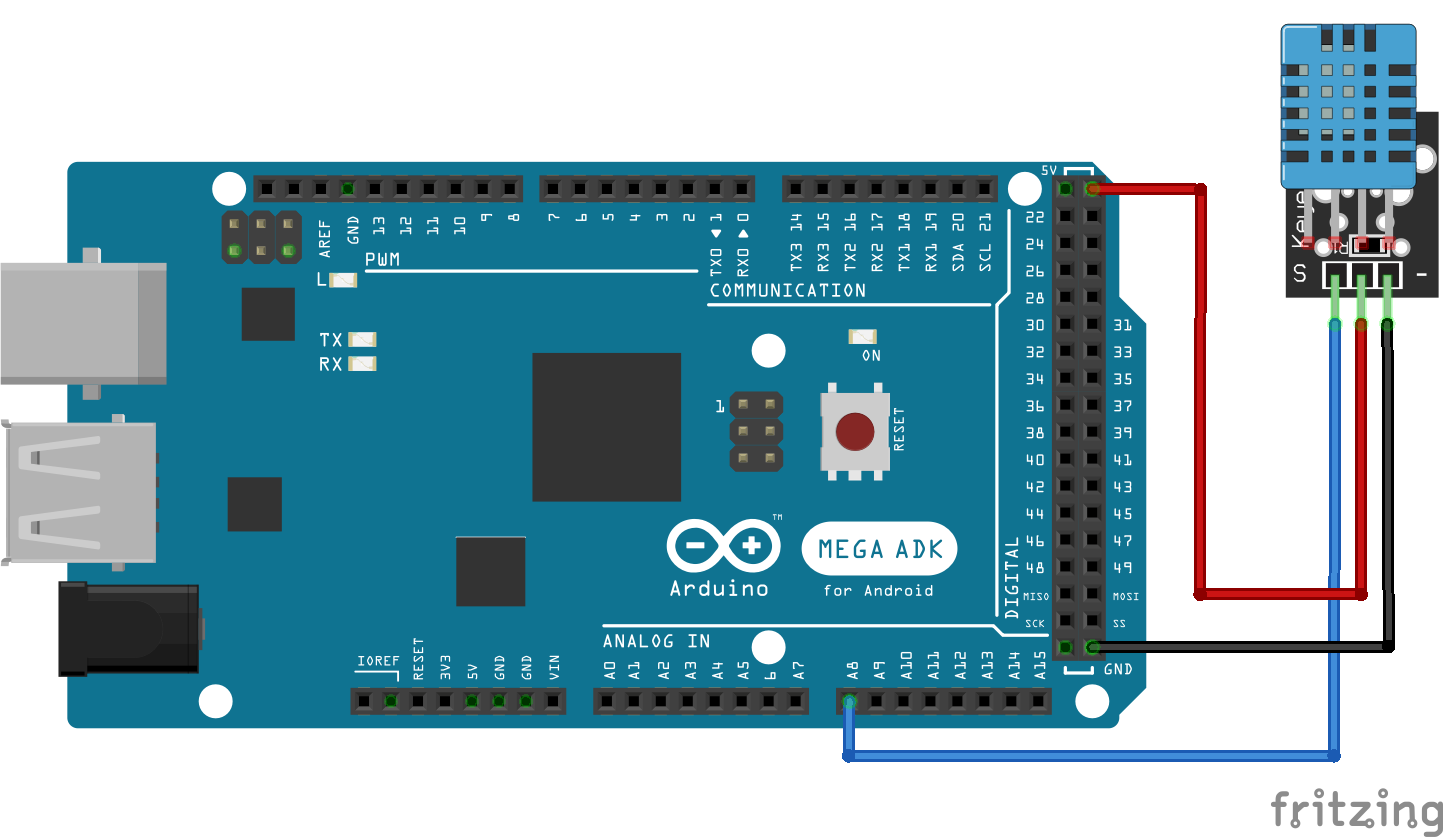 5V
AREF
GND
13
12
11
10
9
8
7
6
5
4
3
2
TX0 ◄ 1
RX0 ► 0
TX3 14
RX3 15
TX2 16
RX2 17
TX1 18
RX1 19
SDA 20
SCL 21
PWM
COMMUNICATION
L
TX
RX
ON
1
RESET
22
24
26
28
30 31
32 33
34 35
36 37
38 39
40 41
42 43
44 45
46 47
48 49
MISO MOSI
SCK SS
GND
DIGITAL
Arduino
TM
MEGA ADK
for Android
ANALOG IN
IOREF
RESET
3V3
5V
GND
GND
VIN
A0
A1
A2
A3
A4
A5
6
A7
A8
A9
A10
A11
A12
A13
A14
A15
Keye
R1
S -
fritzing